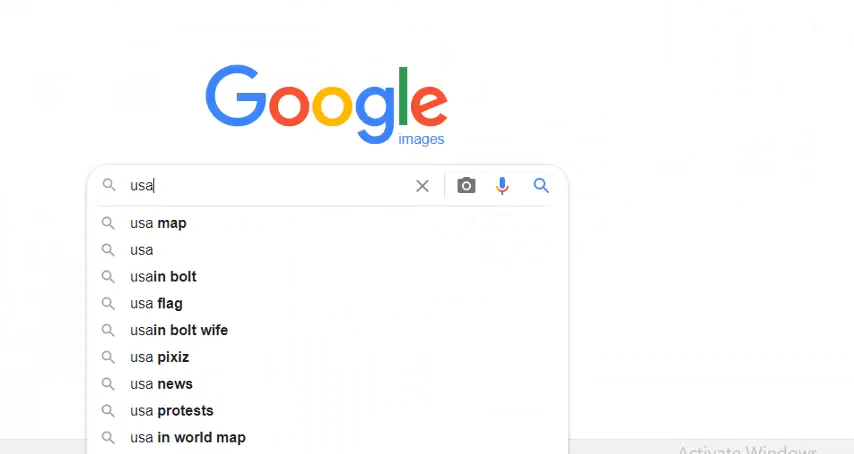 Google
images
usa
usa map
usa
usain bolt
usa flag
usain bolt wife
usa pixiz
usa news
usa protests
usa in world map
Activate Windows